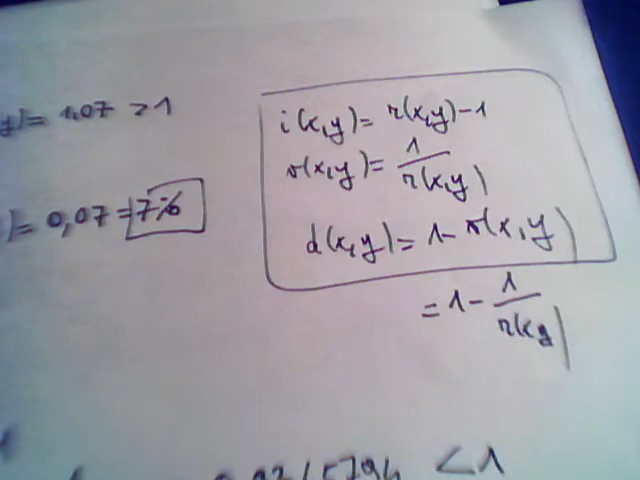 y)= 1,07 > 1
)= 0,07 = 7%
i(x,y)= r(x,y)-1
v(x,y)= 1/r(x,y)
d(x,y)= 1- v(x,y)
= 1- 1/r(x,y)
< 1